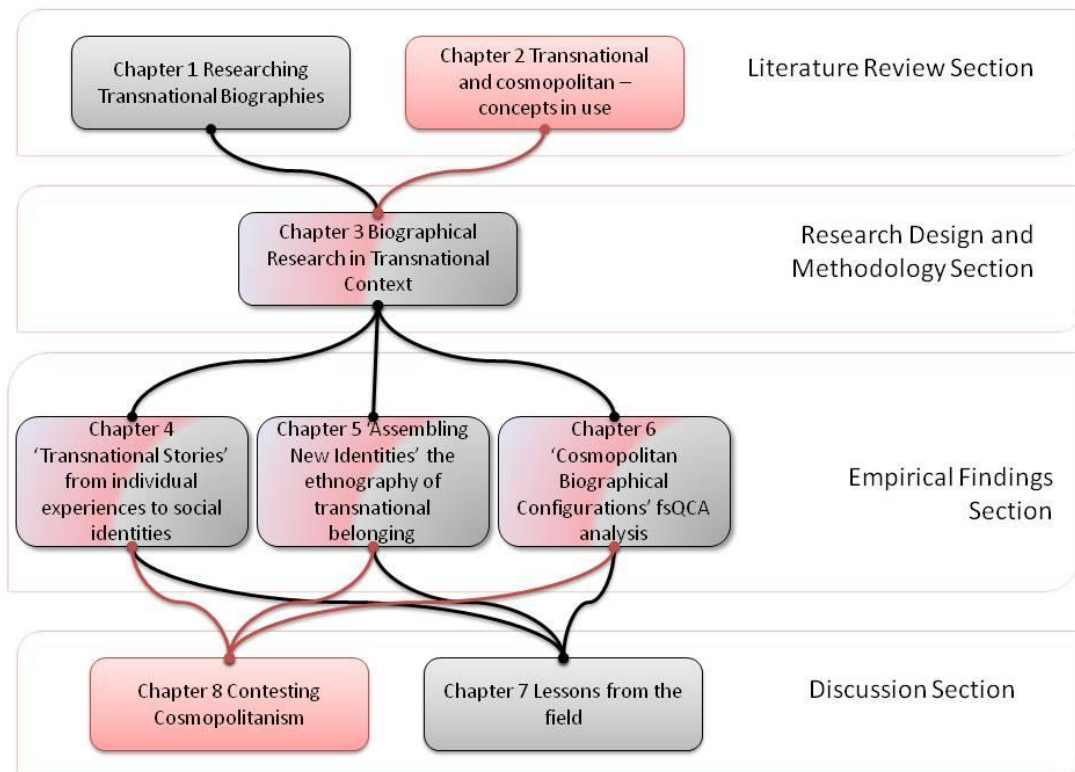 Chapter 1 Researching
Transnational Biographies
Chapter 2 Transnational
and cosmopolitan –
concepts in use
Literature Review Section
Chapter 3 Biographical
Research in Transnational
Context
Research Design and
Methodology Section
Chapter 4
‘Transnational Stories’
from individual
experiences to social
identities
Chapter 5 ‘Assembling
New Identities’ the
ethnography of
transnational
belonging
Chapter 6
‘Cosmopolitan
Biographical
Configurations’ fsQCA
analysis
Empirical Findings
Section
Chapter 8 Contesting
Cosmopolitanism
Chapter 7 Lessons from the
field
Discussion Section